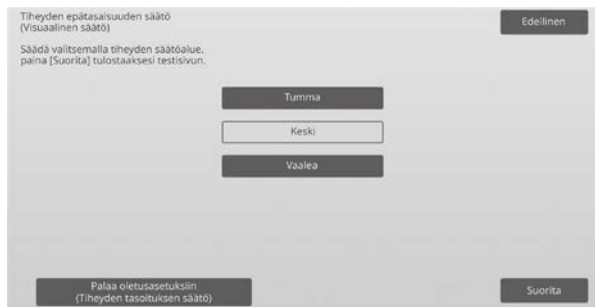 Tiheyden epätasaisuuden säätö
(Visuaalinen säätö)
Edellinen
Säädä valitsemalla tiheyden säätöalue.
paina [Suorita] tulostaaksesi testisivun.
Tumma
Keski
Vaalea
Palaa oletusasetuksiin
(Tiheyden tasoituksen säätö)
Suorita